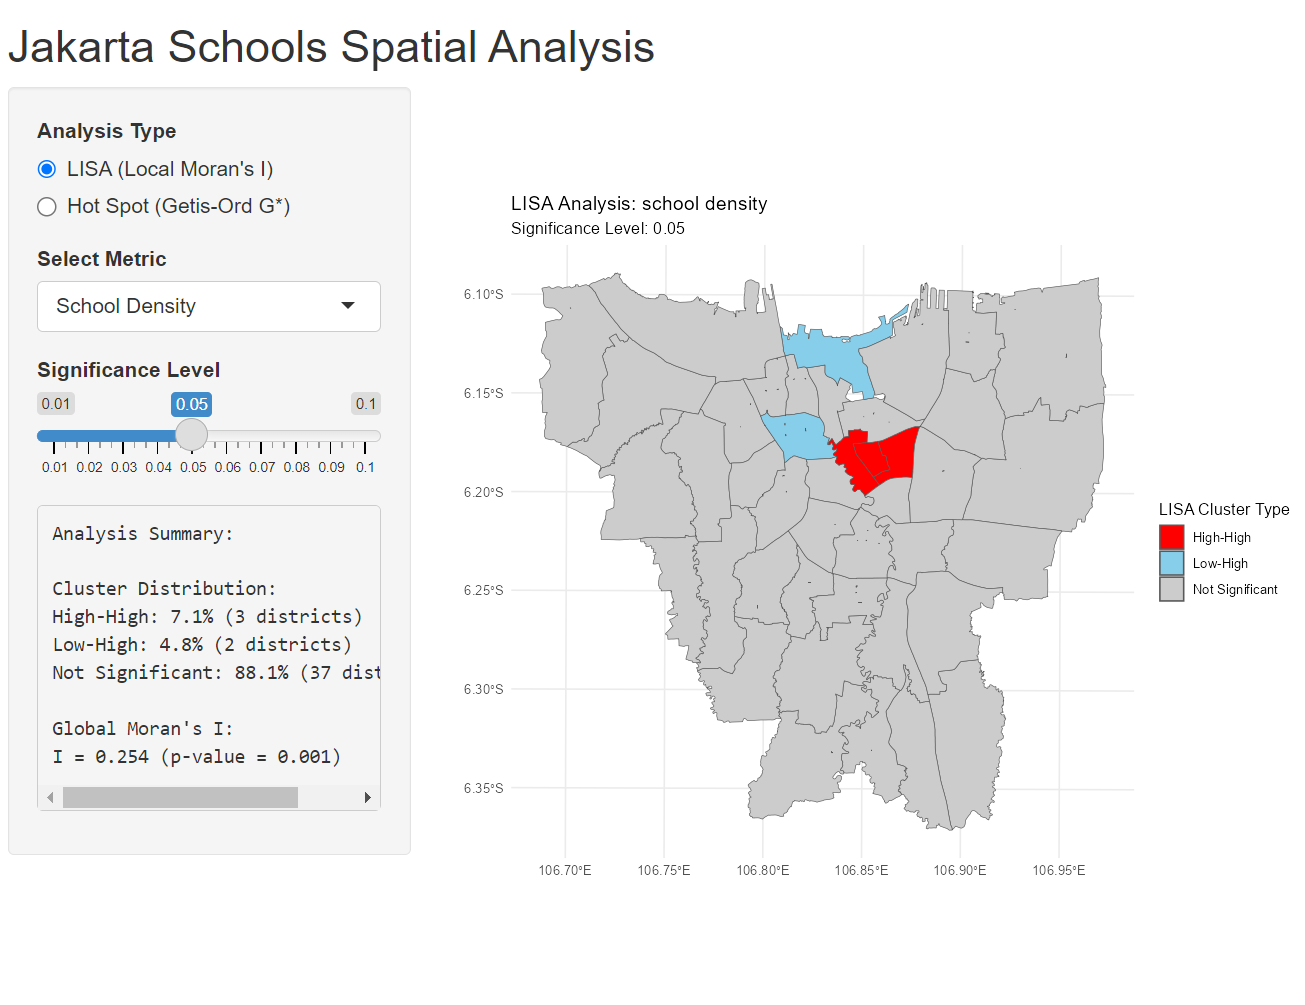 Jakarta Schools Spatial Analysis
Analysis Type
LISA (Local Moran's I)
Hot Spot (Getis-Ord G*)
Select Metric
School Density
Significance Level
0.01 0.05 0.1
0.01 0.02 0.03 0.04 0.05 0.06 0.07 0.08 0.09 0.1
Analysis Summary:
Cluster Distribution:
High-High: 7.1% (3 districts)
Low-High: 4.8% (2 districts)
Not Significant: 88.1% (37 dist
Global Moran's I:
I = 0.254 (p-value = 0.001)
LISA Analysis: school density
Significance Level: 0.05
6.10°S
6.15°S
6.20°S
6.25°S
6.30°S
6.35°S
106.70°E 106.75°E 106.80°E 106.85°E 106.90°E 106.95°E
LISA Cluster Type
High-High
Low-High
Not Significant